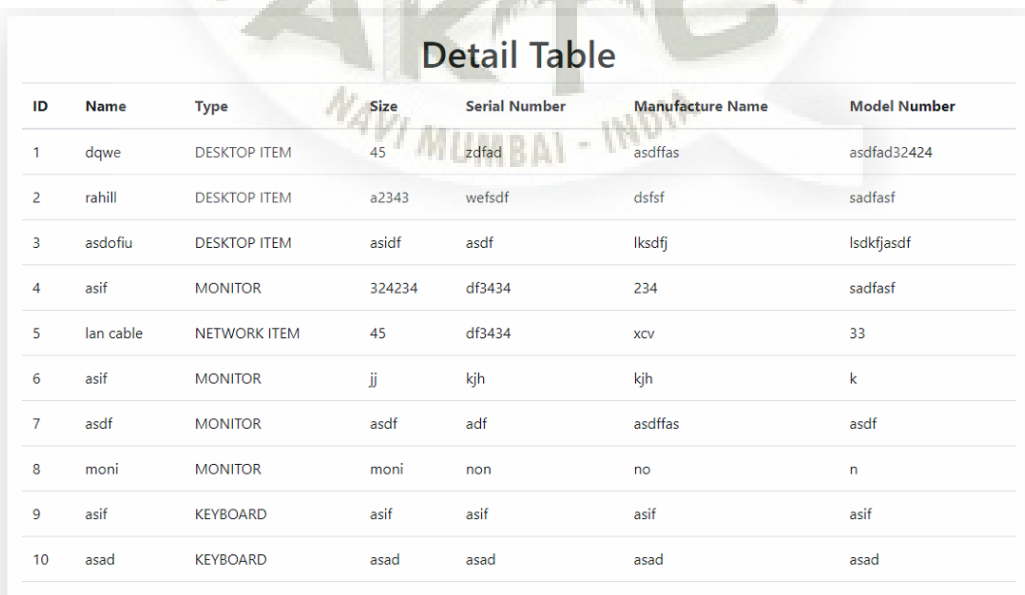 AKTC
NAVI MUMBAI - INDIA
Detail Table
ID Name Type Size Serial Number Manufacture Name Model Number
1 dqwe DESKTOP ITEM 45 zdfad asdffas asdfad32424
2 rahill DESKTOP ITEM a2343 wefsdf dsfsf sadfasf
3 asdofiu DESKTOP ITEM asidf asdf lksdfj lsdkfjasdf
4 asif MONITOR 324234 df3434 234 sadfasf
5 lan cable NETWORK ITEM 45 df3434 xcv 33
6 asif MONITOR jj kjh kjh k
7 asdf MONITOR asdf adf asdffas asdf
8 moni MONITOR moni non no n
9 asif KEYBOARD asif asif asif asif
10 asad KEYBOARD asad asad asad asad